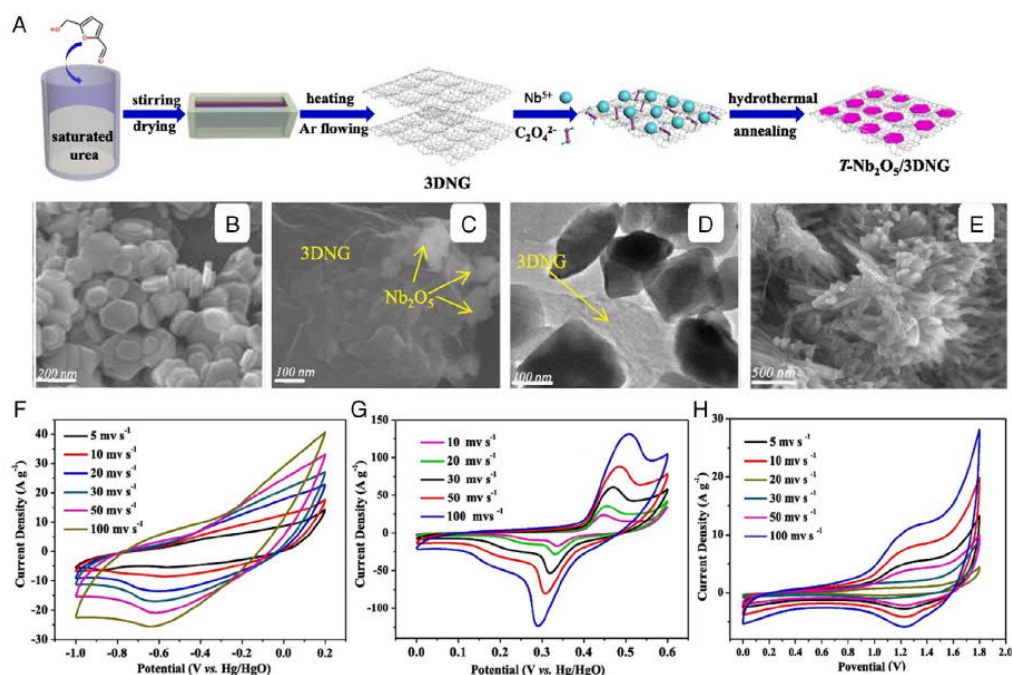 A
HO
O
O
saturated
urea
stirring
drying
heating
Ar flowing
3DNG
Nb⁵⁺
C₂O₄²⁻
hydrothermal
annealing
T-Nb₂O₅/3DNG
B
200 nm
C
3DNG
Nb₂O₅
100 nm
D
3DNG
100 nm
E
500 nm
F
5 mv s⁻¹
10 mv s⁻¹
20 mv s⁻¹
30 mv s⁻¹
50 mv s⁻¹
100 mv s⁻¹
Current Density (A g⁻¹)
40
30
20
10
0
-10
-20
-30
-1.0 -0.8 -0.6 -0.4 -0.2 0.0 0.2
Potential (V vs. Hg/HgO)
G
10 mv s⁻¹
20 mv s⁻¹
30 mv s⁻¹
50 mv s⁻¹
100 mvs⁻¹
Current Density (A g⁻¹)
150
100
50
0
-50
-100
0.0 0.1 0.2 0.3 0.4 0.5 0.6
Potential (V vs. Hg/HgO)
H
5 mv s⁻¹
10 mv s⁻¹
20 mv s⁻¹
30 mv s⁻¹
50 mv s⁻¹
100 mv s⁻¹
Current Density (A g⁻¹)
30
25
20
15
10
5
0
-5
-10
0.0 0.2 0.4 0.6 0.8 1.0 1.2 1.4 1.6 1.8 2.0
Povential (V)